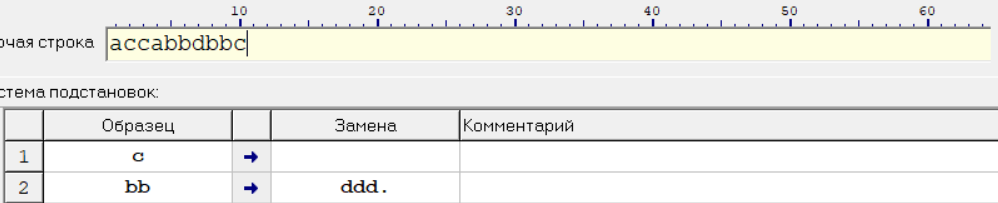 10 20 30 40 50 60
очая строка accabbdbbc
стема подстановок:
Образец Замена Комментарий
1 c →
2 bb → ddd.